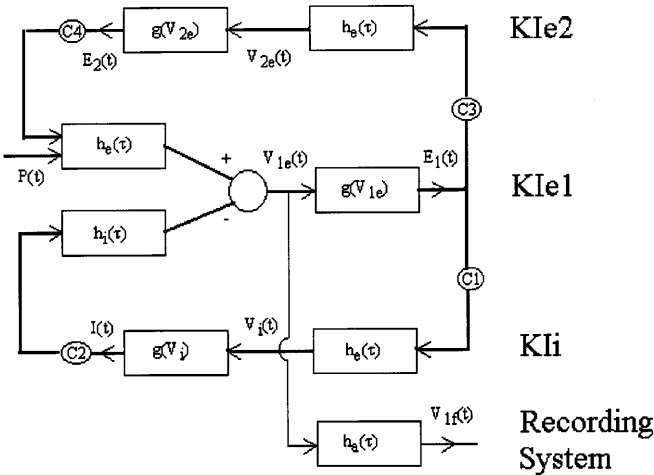 C4
g(V2e)
he(τ)
KIe2
E2(t)
V2e(t)
C3
he(τ)
P(t)
+
V1e(t)
E1(t)
g(V1e)
KIe1
-
hi(τ)
C1
I(t)
Vi(t)
C2
g(Vi)
he(τ)
KIi
V1f(t)
ha(τ)
Recording
System